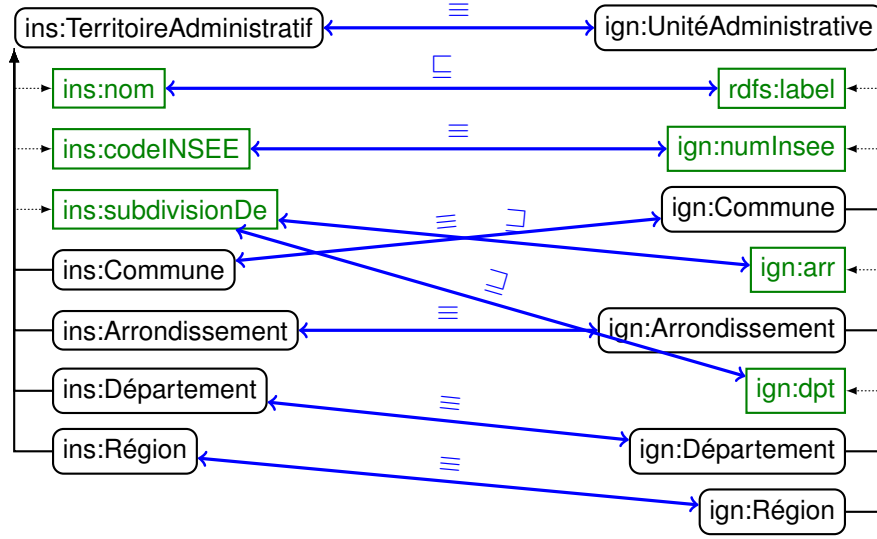 ins:TerritoireAdministratif ≡ ign:UnitéAdministrative
ins:nom ⊑ rdfs:label
ins:codeINSEE ≡ ign:numInsee
ins:subdivisionDe ≡ ⊒ ign:Commune
ins:Commune ⊒ ign:arr
ins:Arrondissement ≡ ign:Arrondissement
ins:Département ≡ ign:dpt
ins:Région ≡ ign:Département
ign:Région